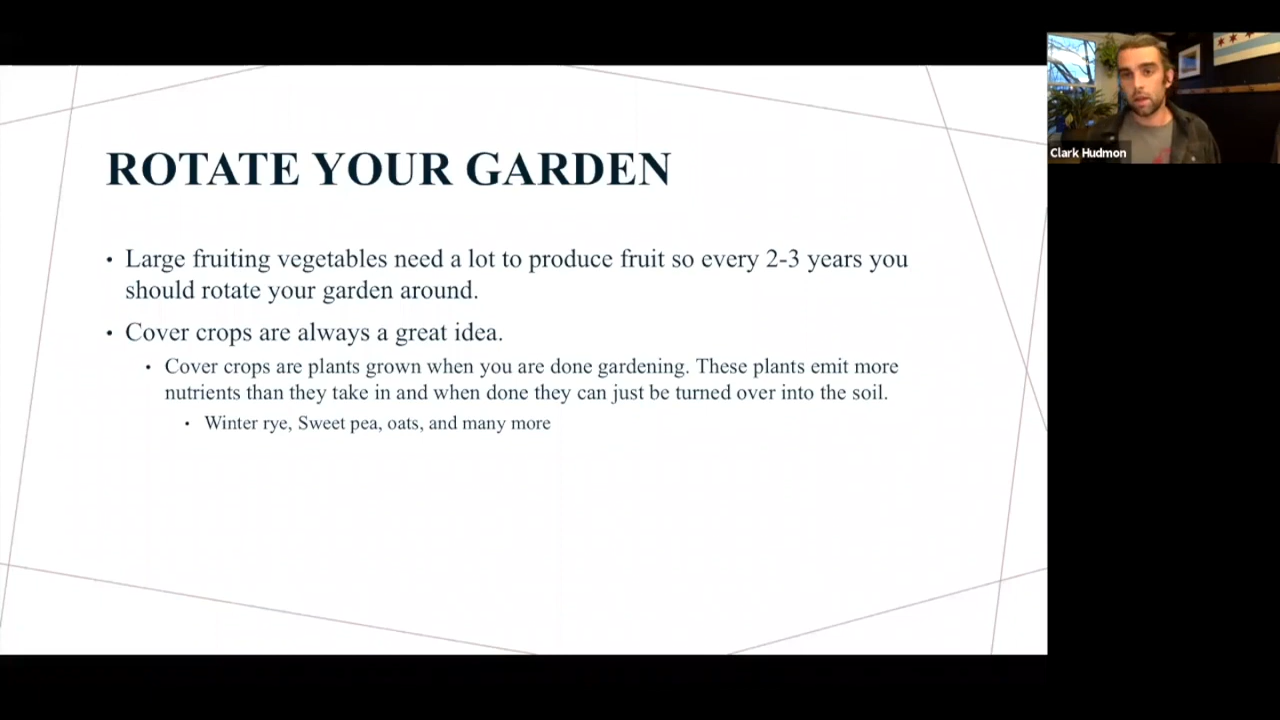 ROTATE YOUR GARDEN
• Large fruiting vegetables need a lot to produce fruit so every 2-3 years you
should rotate your garden around.
• Cover crops are always a great idea.
• Cover crops are plants grown when you are done gardening. These plants emit more
nutrients than they take in and when done they can just be turned over into the soil.
• Winter rye, Sweet pea, oats, and many more
Clark Hudmon